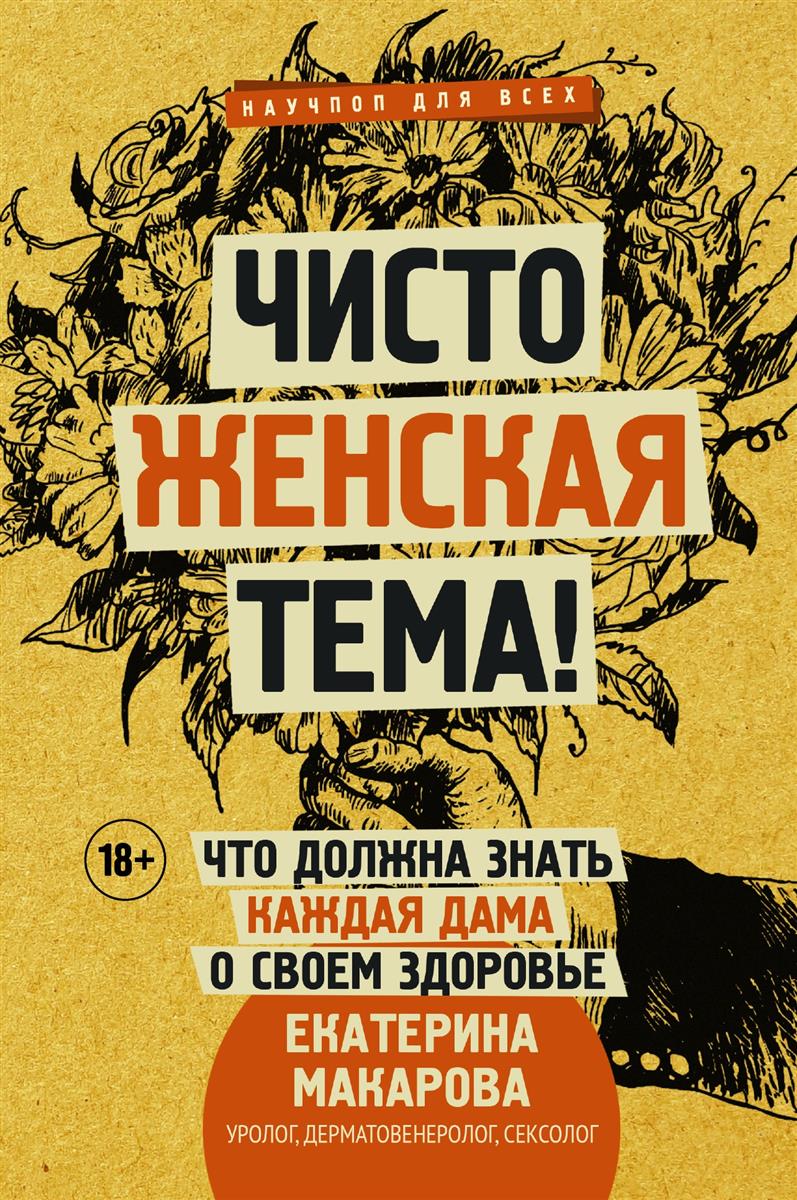 НАУЧПОП ДЛЯ ВСЕХ
ЧИСТО
ЖЕНСКАЯ
ТЕМА!
18+
ЧТО ДОЛЖНА ЗНАТЬ
КАЖДАЯ ДАМА
О СВОЕМ ЗДОРОВЬЕ
ЕКАТЕРИНА
МАКАРОВА
УРОЛОГ, ДЕРМАТОВЕНЕРОЛОГ, СЕКСОЛОГ